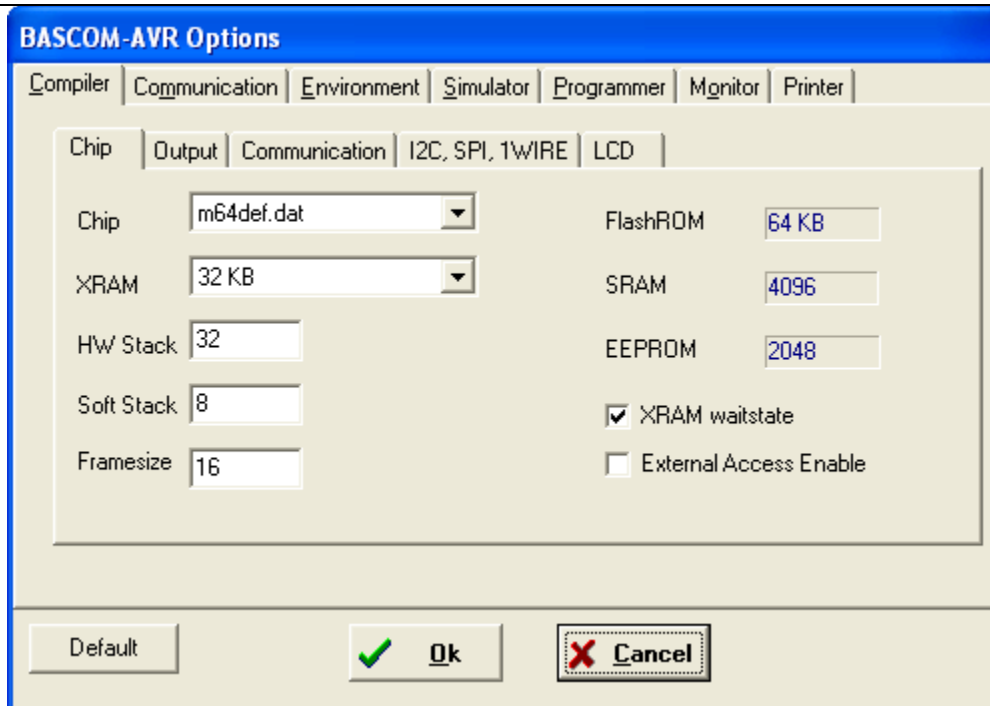 BASCOM-AVR Options
Compiler Communication Environment Simulator Programmer Monitor Printer
Chip Output Communication I2C, SPI, 1WIRE LCD
Chip m64def.dat FlashROM 64 KB
XRAM 32 KB SRAM 4096
HW Stack 32 EEPROM 2048
Soft Stack 8 XRAM waitstate
Framesize 16 External Access Enable
Default Ok Cancel